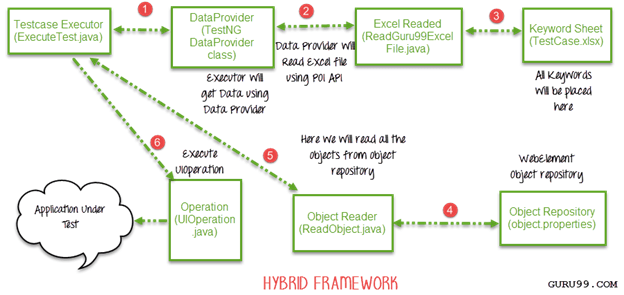 Testcase Executor
(ExecuteTest.java)
1
DataProvider
(TestNG
DataProvider
class)
2
Excel Readed
(ReadGuru99Excel
File.java)
3
Keyword Sheet
(TestCase.xlsx)
Executor Will
get Data using
Data Provider
Data Provider Will
Read Excel file
using POI API
All Keywords
Will be placed
here
6
Execute
UIOperation
5
Here We Will read all the
objects from object
repository
WebElement
Object repository
Application Under
Test
Operation
(UIOperation
.java)
Object Reader
(ReadObject.java)
4
Object Repository
(object.properties)
HYBRID FRAMEWORK
GURU99.COM